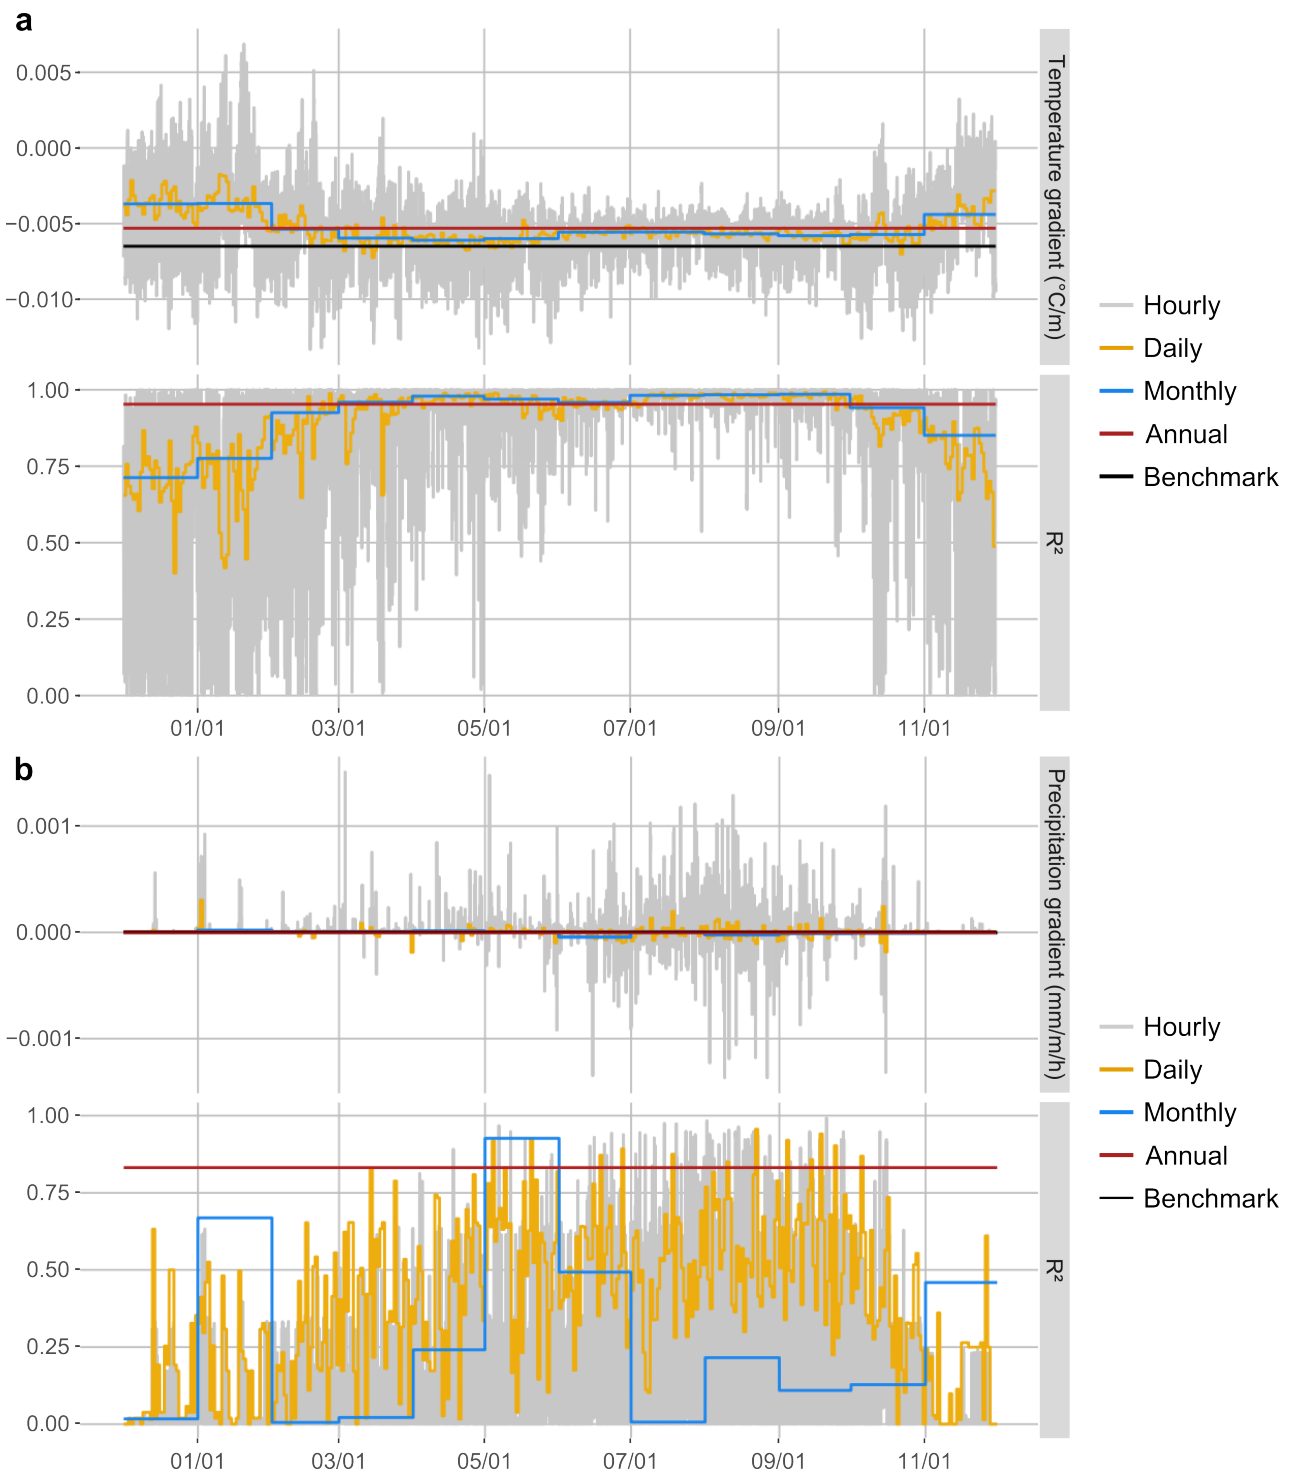 a
0.005
0.000
−0.005
−0.010
Temperature gradient (°C/m)
1.00
0.75
0.50
0.25
0.00
R²
01/01 03/01 05/01 07/01 09/01 11/01
Hourly
Daily
Monthly
Annual
Benchmark
b
0.001
0.000
−0.001
Precipitation gradient (mm/m/h)
1.00
0.75
0.50
0.25
0.00
R²
01/01 03/01 05/01 07/01 09/01 11/01
Hourly
Daily
Monthly
Annual
Benchmark